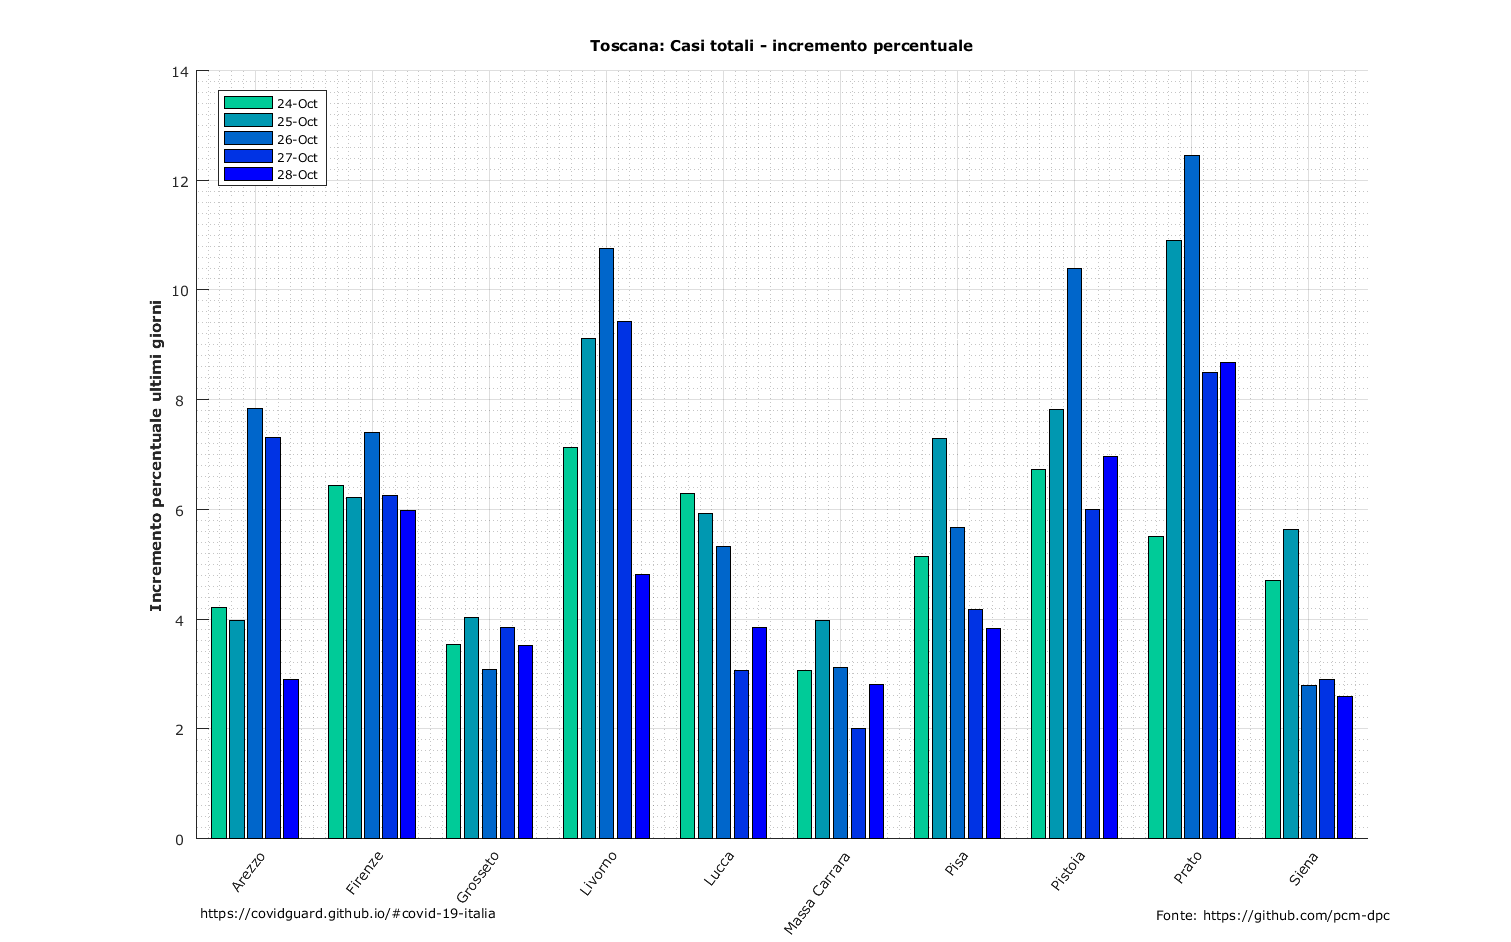 Toscana: Casi totali - incremento percentuale
Incremento percentuale ultimi giorni
14
12
10
8
6
4
2
0
24-Oct
25-Oct
26-Oct
27-Oct
28-Oct
Arezzo
Firenze
Grosseto
Livorno
Lucca
Massa Carrara
Pisa
Pistoia
Prato
Siena
https://covidguard.github.io/#covid-19-italia
Fonte: https://github.com/pcm-dpc